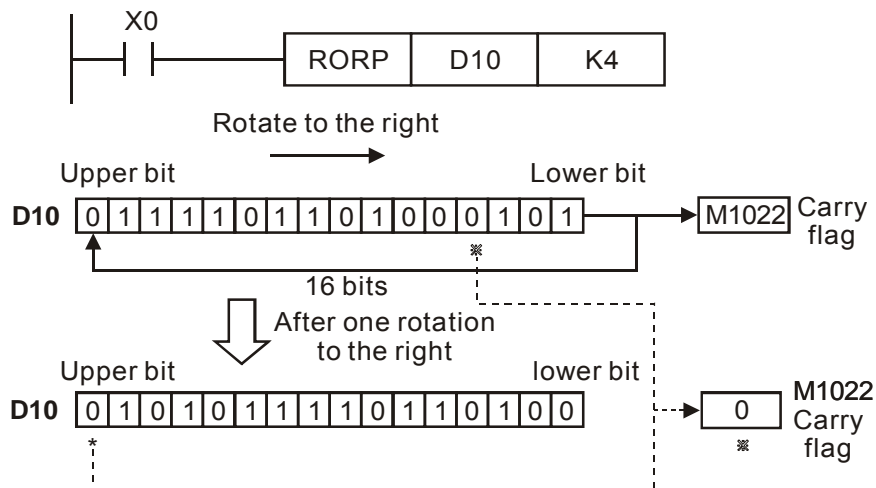 X0
RORP D10 K4
Rotate to the right
Upper bit Lower bit
D10 0 1 1 1 1 0 1 1 0 1 0 0 0 1 0 1 M1022 Carry flag
※
16 bits
After one rotation
to the right
Upper bit lower bit
D10 0 1 0 1 0 1 1 1 1 0 1 1 0 1 0 0 0 M1022
Carry
flag
* ※